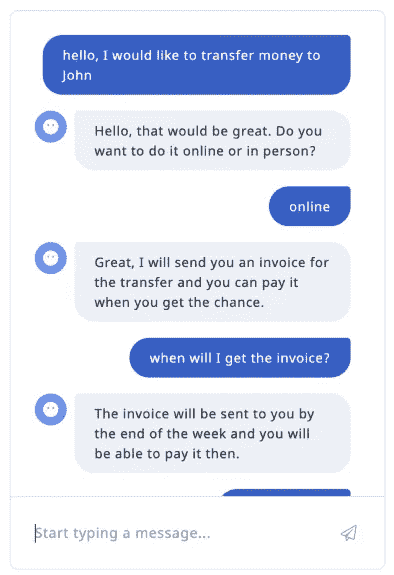 hello, I would like to transfer money to
John
Hello, that would be great. Do you
want to do it online or in person?
online
Great, I will send you an invoice for
the transfer and you can pay it
when you get the chance.
when will I get the invoice?
The invoice will be sent to you by
the end of the week and you will
be able to pay it then.
Start typing a message...